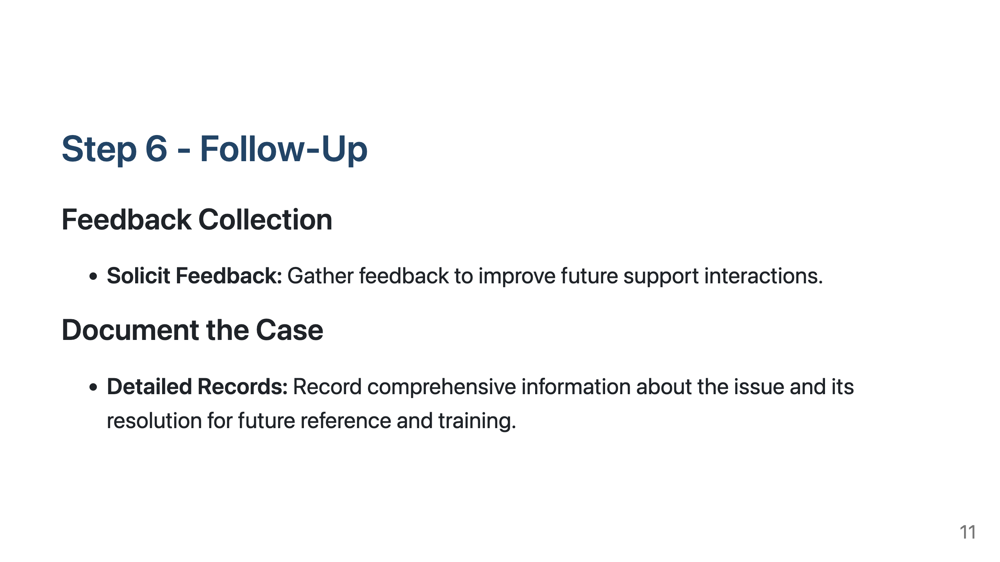 Step 6 - Follow-Up
Feedback Collection
• Solicit Feedback: Gather feedback to improve future support interactions.
Document the Case
• Detailed Records: Record comprehensive information about the issue and its
resolution for future reference and training.
11